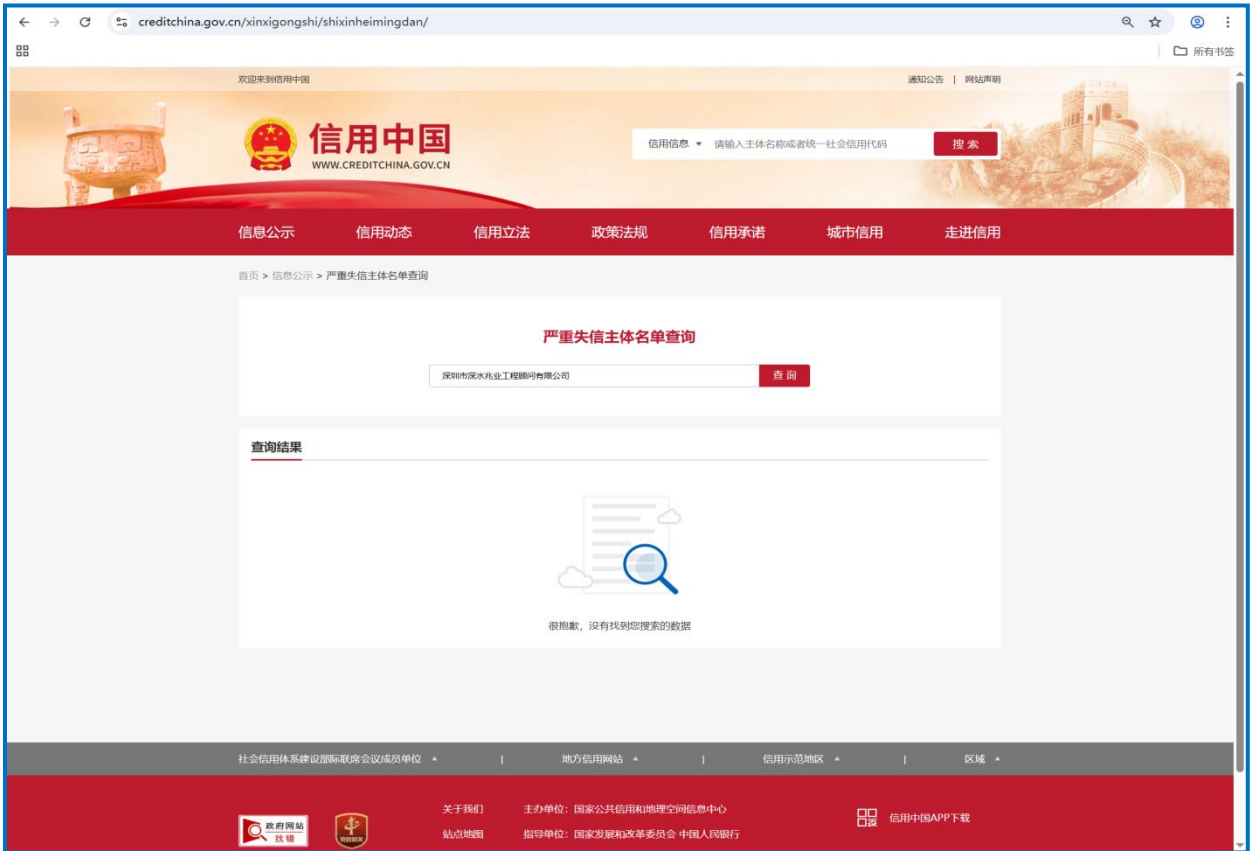 creditchina.gov.cn/xinxigongshi/shixinheimingdan/
所有书签
欢迎来到信用中国
通知公告 | 网站声明
信用中国
WWW.CREDITCHINA.GOV.CN
信用信息 请输入主体名称或者统一社会信用代码 搜索
信息公示 信用动态 信用立法 政策法规 信用承诺 城市信用 走进信用
首页 > 信息公示 > 严重失信主体名单查询
严重失信主体名单查询
深圳市深水兆业工程顾问有限公司 查询
查询结果
很抱歉，没有找到您搜索的数据
社会信用体系建设部际联席会议成员单位 | 地方信用网站 | 信用示范地区 | 区域
政府网站
找错
关于我们 主办单位：国家公共信用和地理空间信息中心
站点地图 指导单位：国家发展和改革委员会 中国人民银行
信用中国APP下载